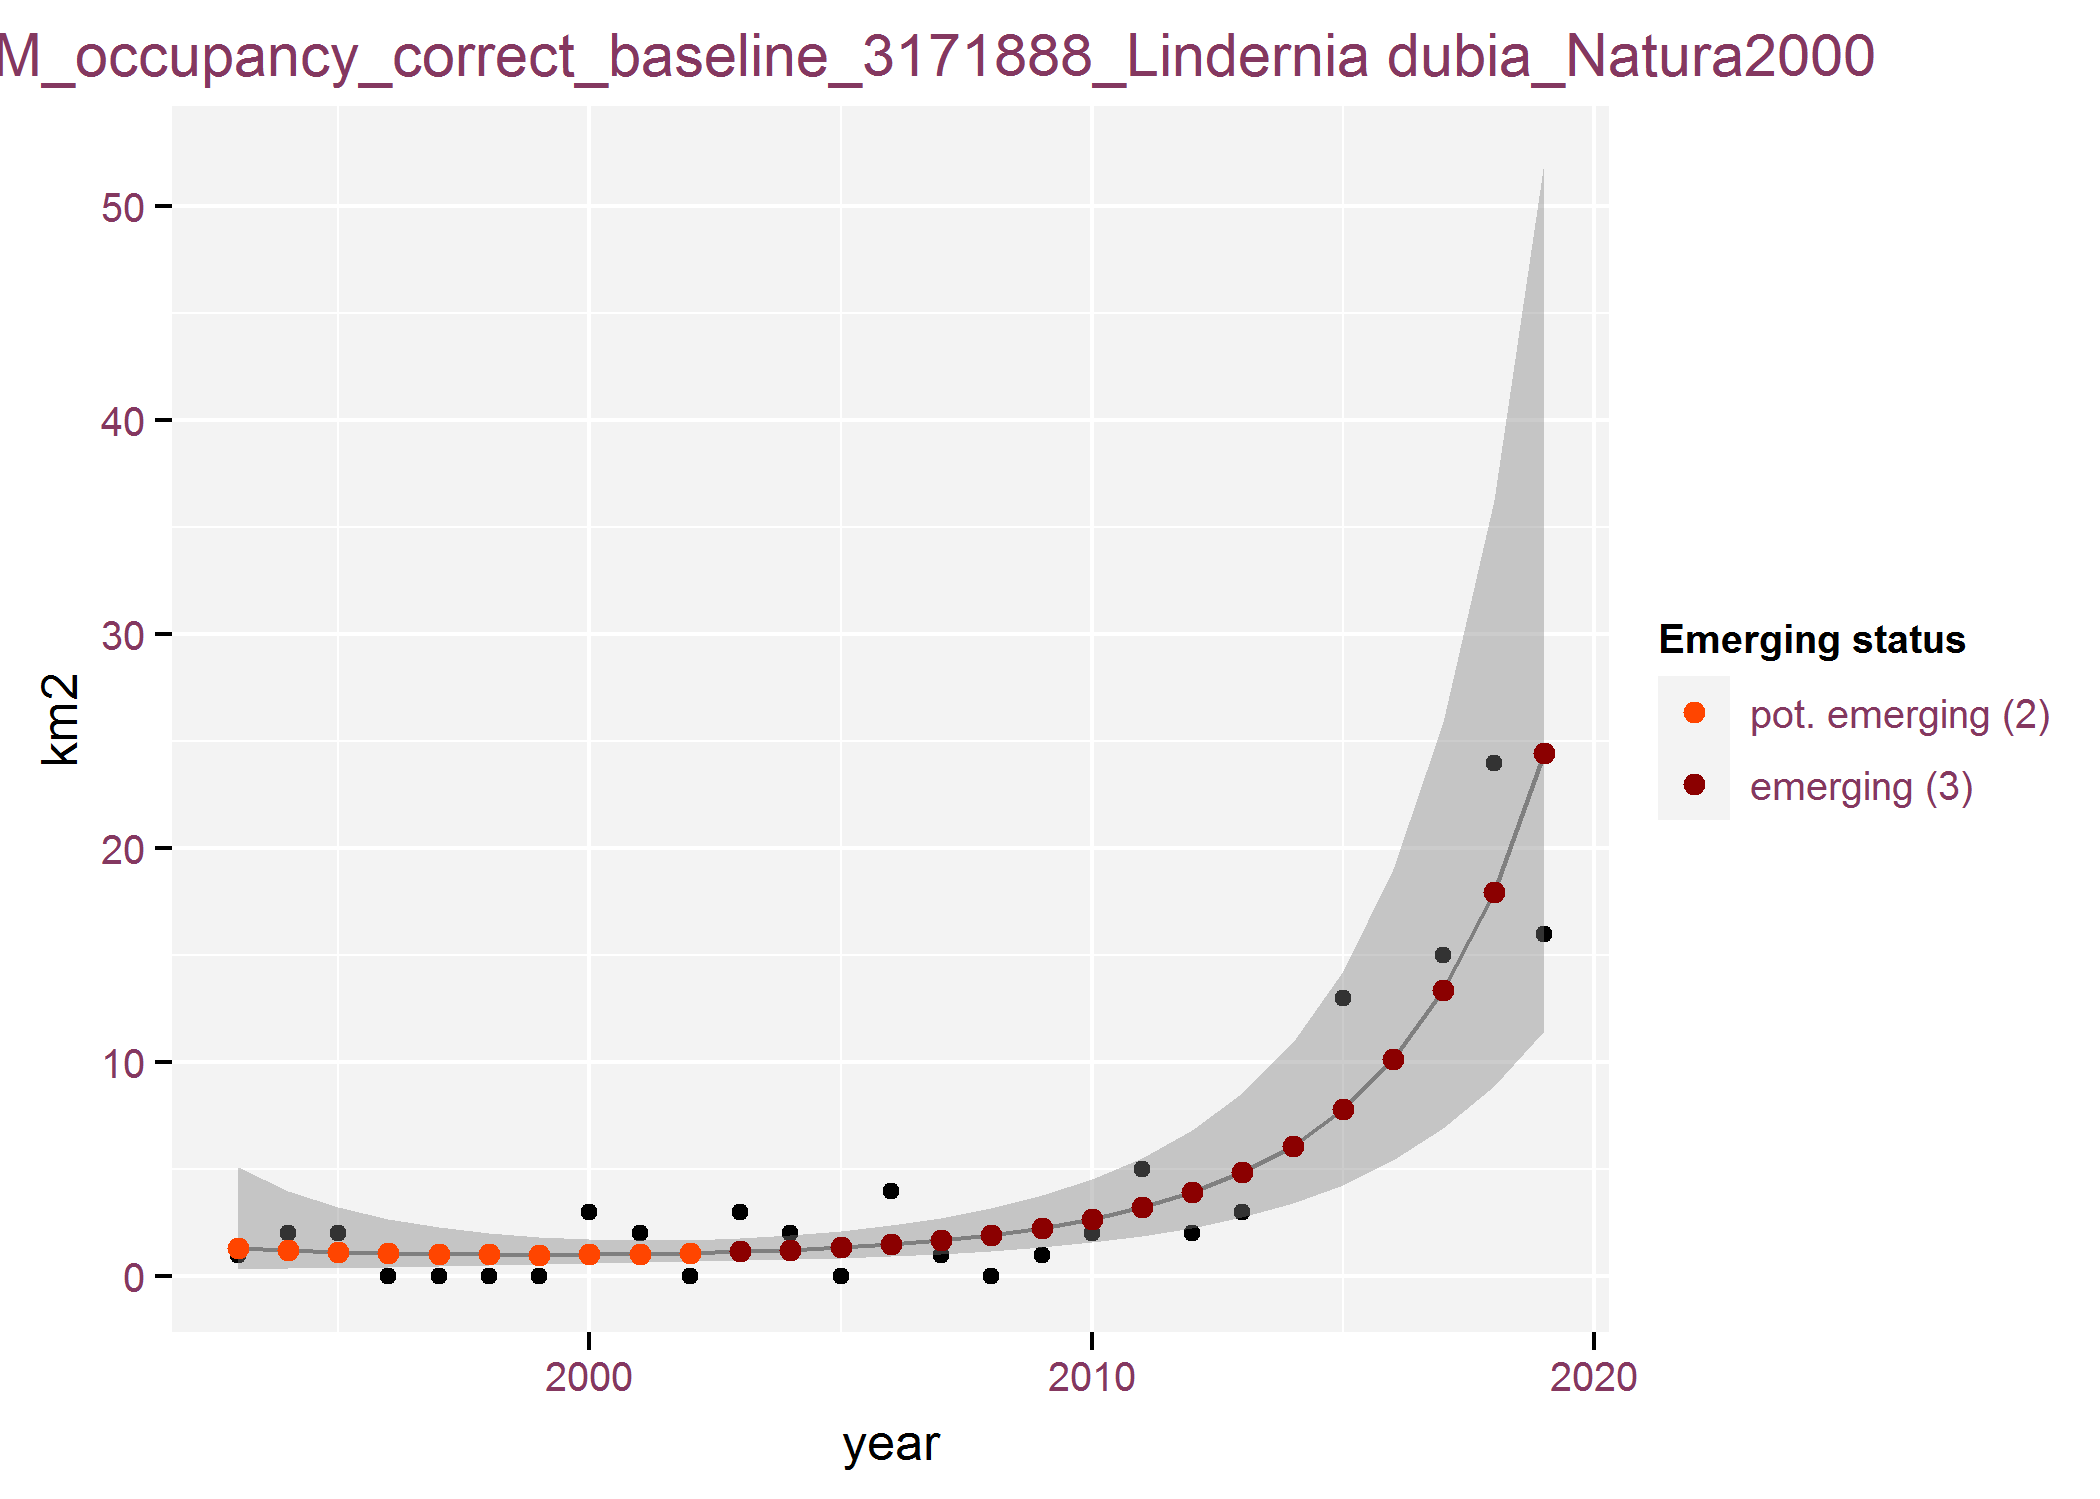 M_occupancy_correct_baseline_3171888_Lindernia dubia_Natura2000
50
40
30
20
10
0
km2
2000
2010
2020
year
Emerging status
pot. emerging (2)
emerging (3)